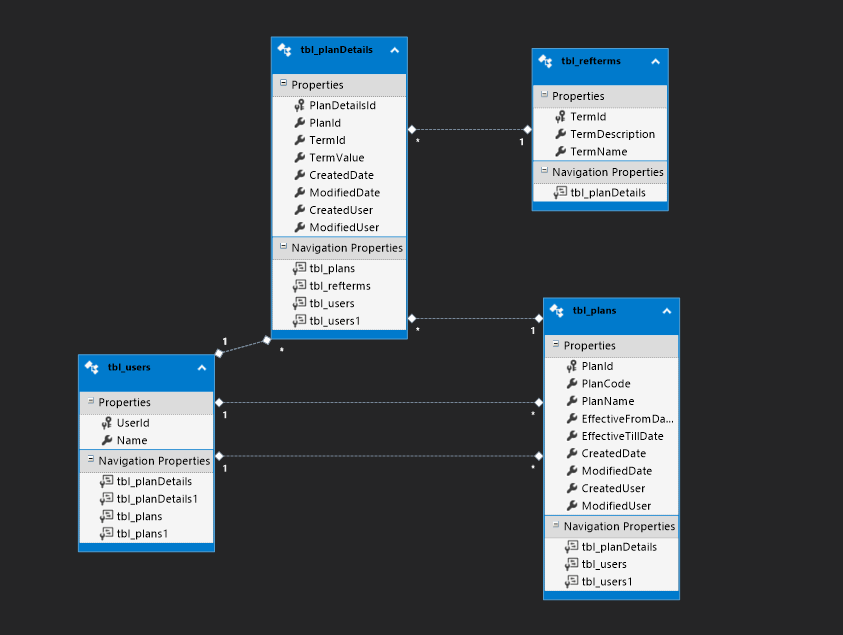 tbl_planDetails
Properties
PlanDetailsId
PlanId
TermId
TermValue
CreatedDate
ModifiedDate
CreatedUser
ModifiedUser
Navigation Properties
tbl_plans
tbl_refterms
tbl_users
tbl_users1
tbl_refterms
Properties
TermId
TermDescription
TermName
Navigation Properties
tbl_planDetails
*
1
*
1
1
*
tbl_users
Properties
UserId
Name
Navigation Properties
tbl_planDetails
tbl_planDetails1
tbl_plans
tbl_plans1
1
*
1
*
tbl_plans
Properties
PlanId
PlanCode
PlanName
EffectiveFromDa...
EffectiveTillDate
CreatedDate
ModifiedDate
CreatedUser
ModifiedUser
Navigation Properties
tbl_planDetails
tbl_users
tbl_users1